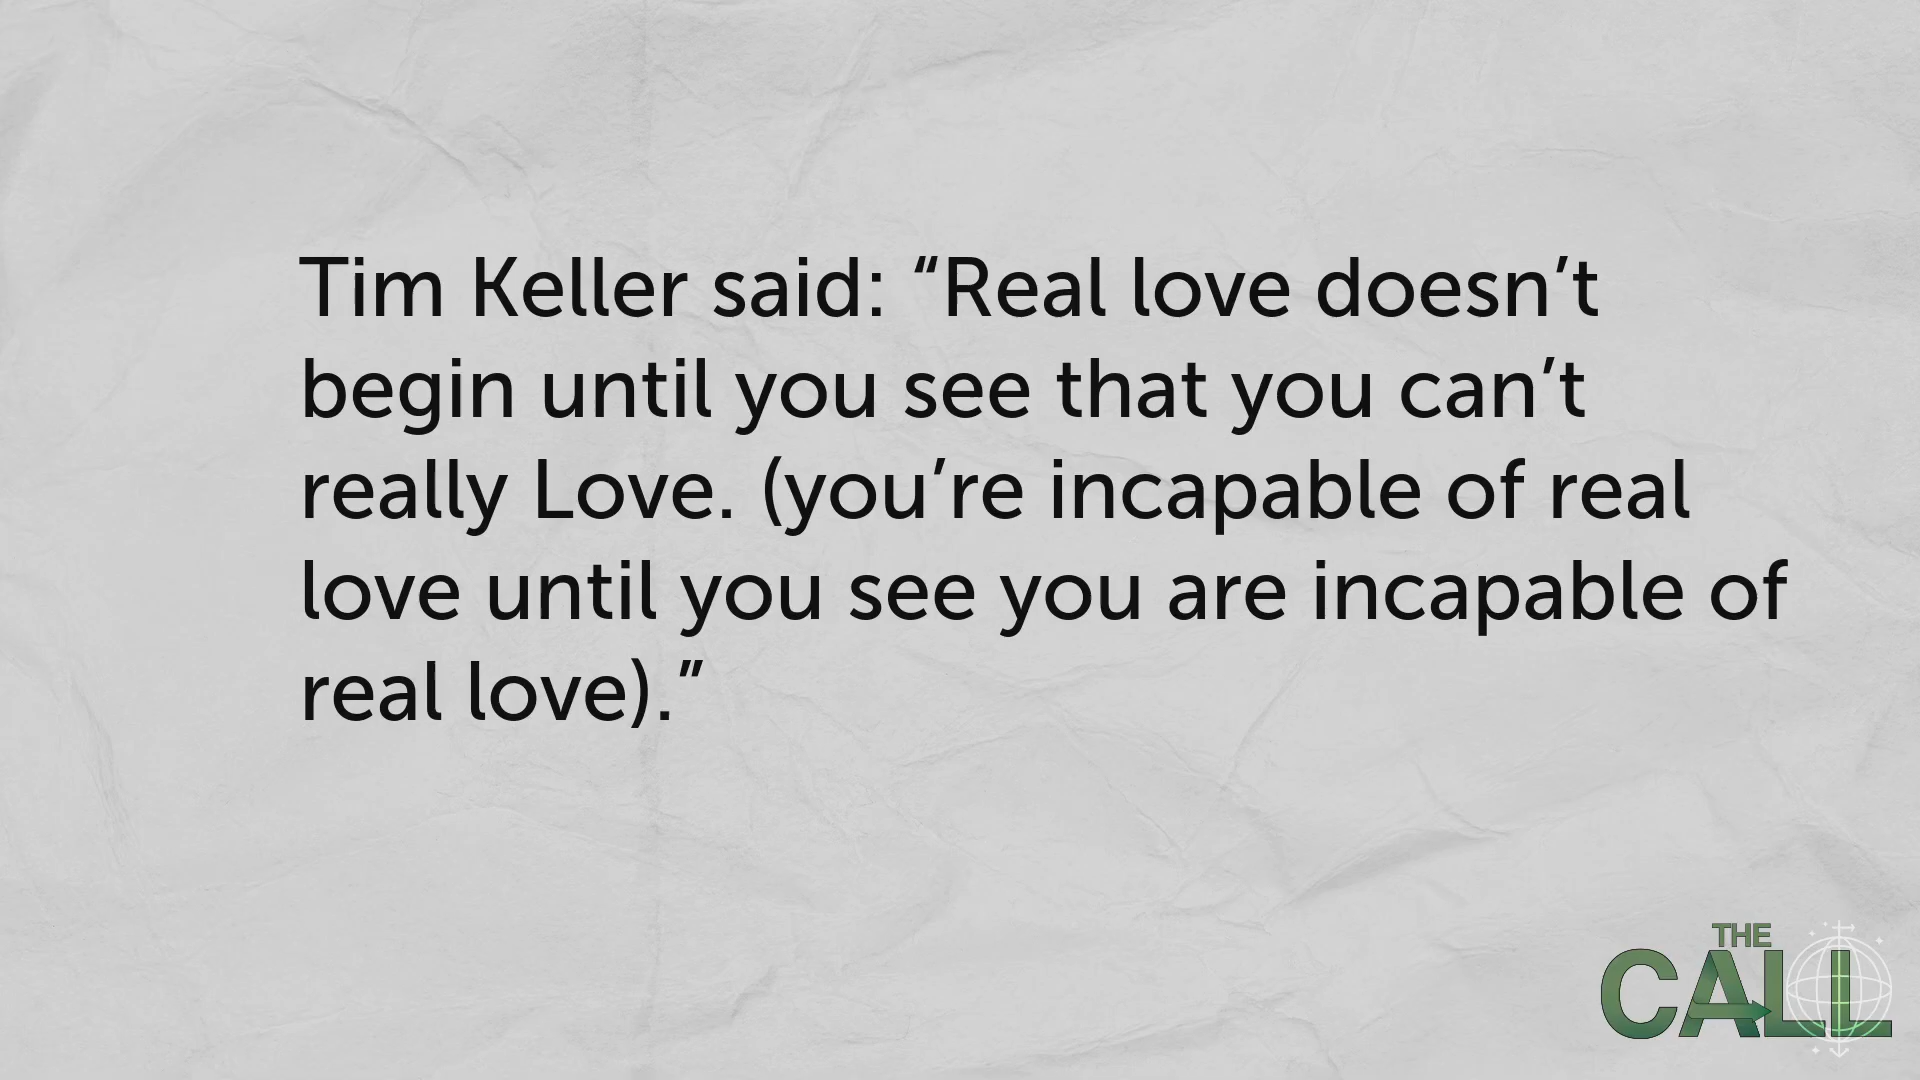 Tim Keller said: “Real love doesn’t
begin until you see that you can’t
really Love. (you’re incapable of real
love until you see you are incapable of
real love).”
THE
CALL